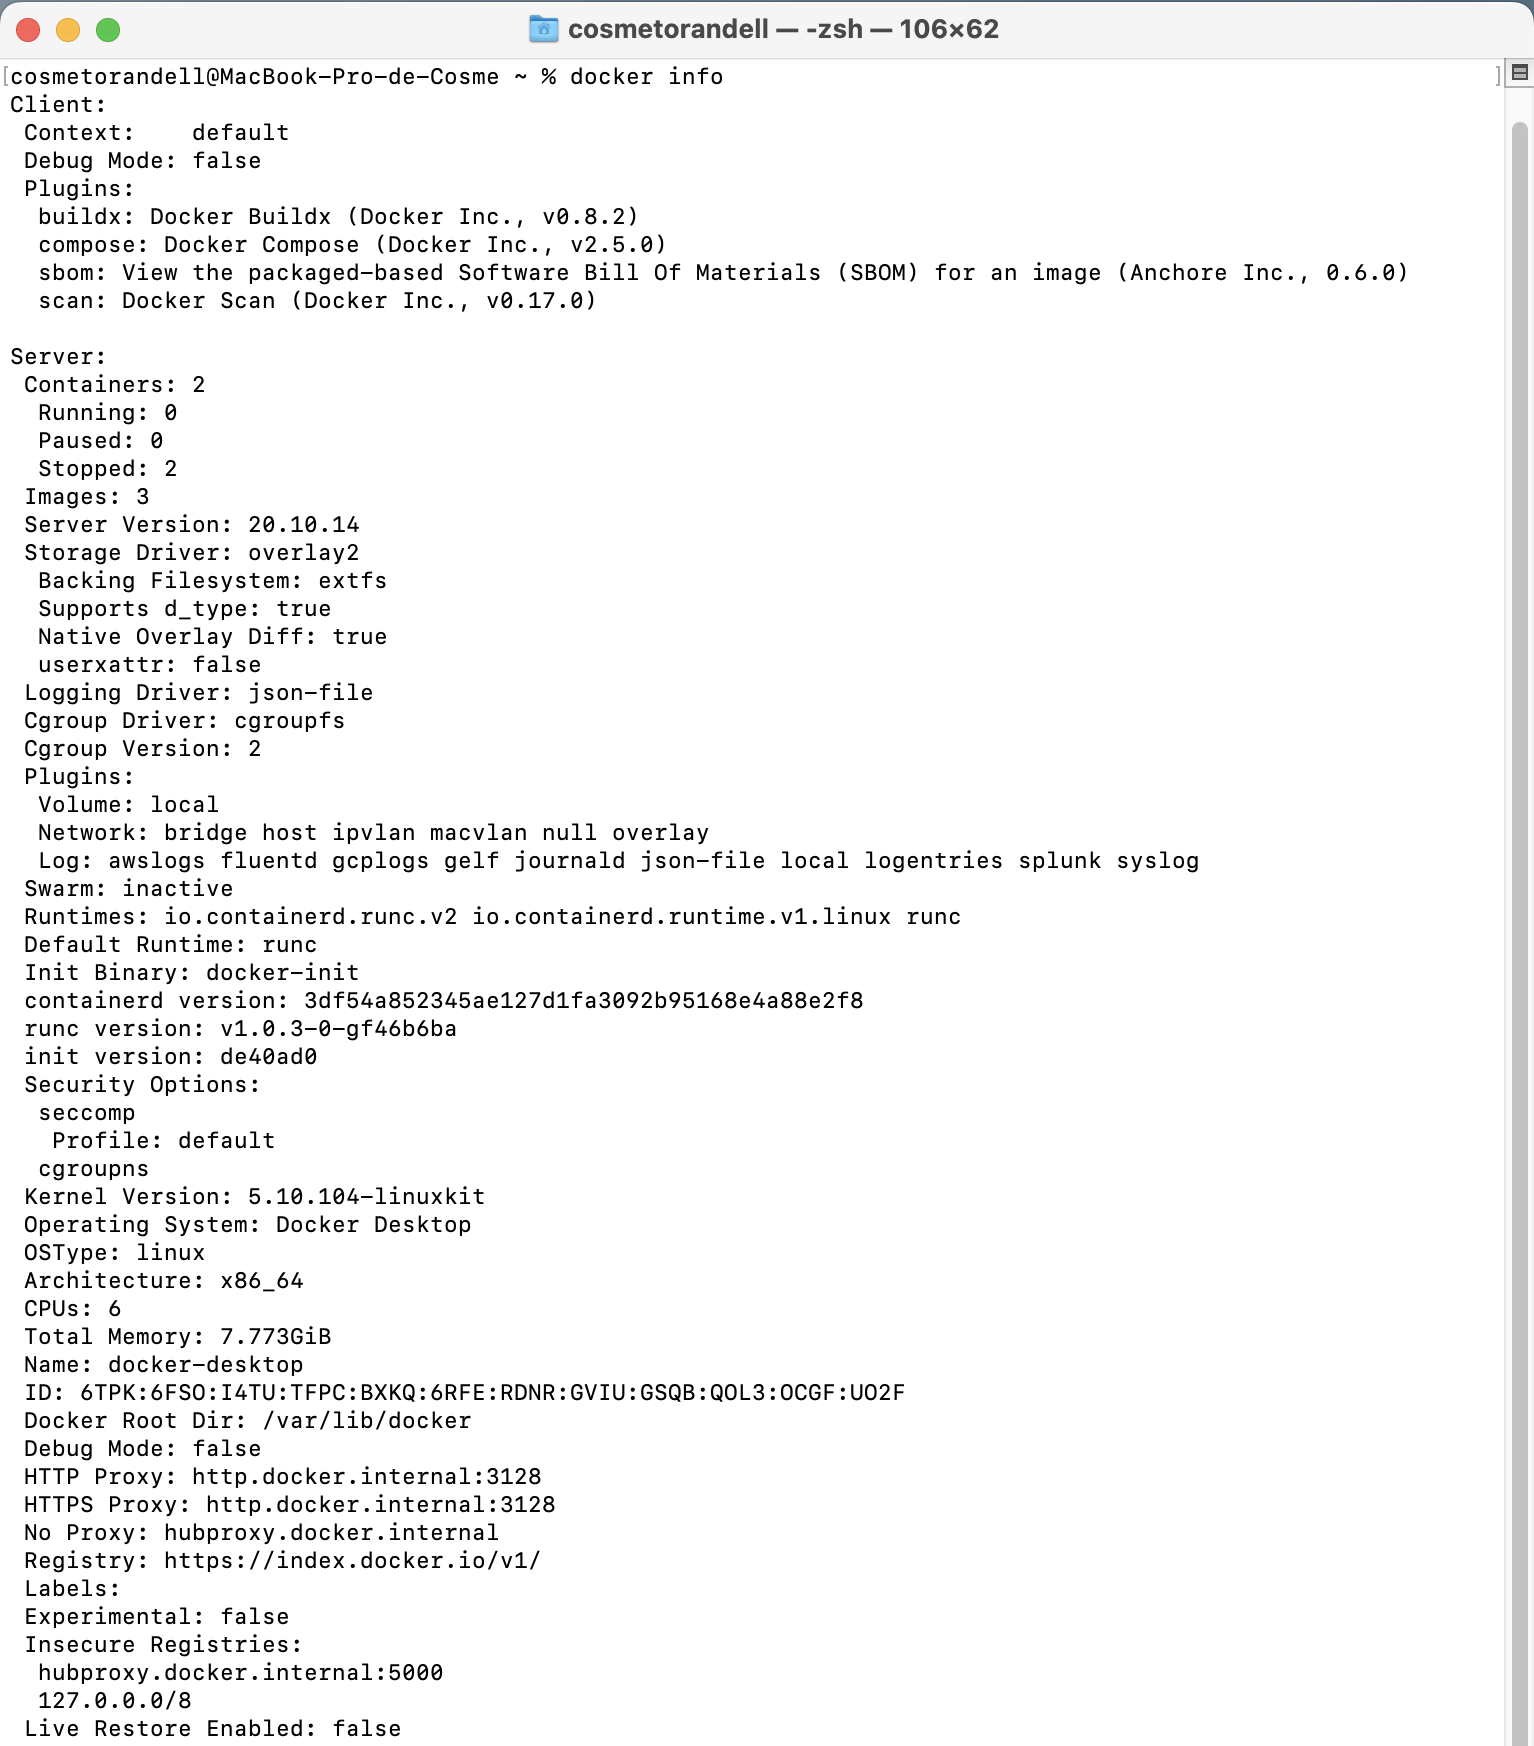 cosmetorandell — -zsh — 106×62
[cosmetorandell@MacBook-Pro-de-Cosme ~ % docker info ]
Client:
 Context:    default
 Debug Mode: false
 Plugins:
  buildx: Docker Buildx (Docker Inc., v0.8.2)
  compose: Docker Compose (Docker Inc., v2.5.0)
  sbom: View the packaged-based Software Bill Of Materials (SBOM) for an image (Anchore Inc., 0.6.0)
  scan: Docker Scan (Docker Inc., v0.17.0)

Server:
 Containers: 2
  Running: 0
  Paused: 0
  Stopped: 2
 Images: 3
 Server Version: 20.10.14
 Storage Driver: overlay2
  Backing Filesystem: extfs
  Supports d_type: true
  Native Overlay Diff: true
  userxattr: false
 Logging Driver: json-file
 Cgroup Driver: cgroupfs
 Cgroup Version: 2
 Plugins:
  Volume: local
  Network: bridge host ipvlan macvlan null overlay
  Log: awslogs fluentd gcplogs gelf journald json-file local logentries splunk syslog
 Swarm: inactive
 Runtimes: io.containerd.runc.v2 io.containerd.runtime.v1.linux runc
 Default Runtime: runc
 Init Binary: docker-init
 containerd version: 3df54a852345ae127d1fa3092b95168e4a88e2f8
 runc version: v1.0.3-0-gf46b6ba
 init version: de40ad0
 Security Options:
  seccomp
   Profile: default
  cgroupns
 Kernel Version: 5.10.104-linuxkit
 Operating System: Docker Desktop
 OSType: linux
 Architecture: x86_64
 CPUs: 6
 Total Memory: 7.773GiB
 Name: docker-desktop
 ID: 6TPK:6FSO:I4TU:TFPC:BXKQ:6RFE:RDNR:GVIU:GSQB:QOL3:OCGF:UO2F
 Docker Root Dir: /var/lib/docker
 Debug Mode: false
 HTTP Proxy: http.docker.internal:3128
 HTTPS Proxy: http.docker.internal:3128
 No Proxy: hubproxy.docker.internal
 Registry: https://index.docker.io/v1/
 Labels:
 Experimental: false
 Insecure Registries:
  hubproxy.docker.internal:5000
  127.0.0.0/8
 Live Restore Enabled: false